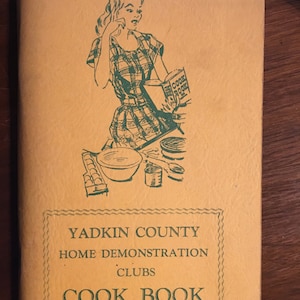 YADKIN COUNTY
HOME DEMONSTRATION
CLUBS
COOK BOOK